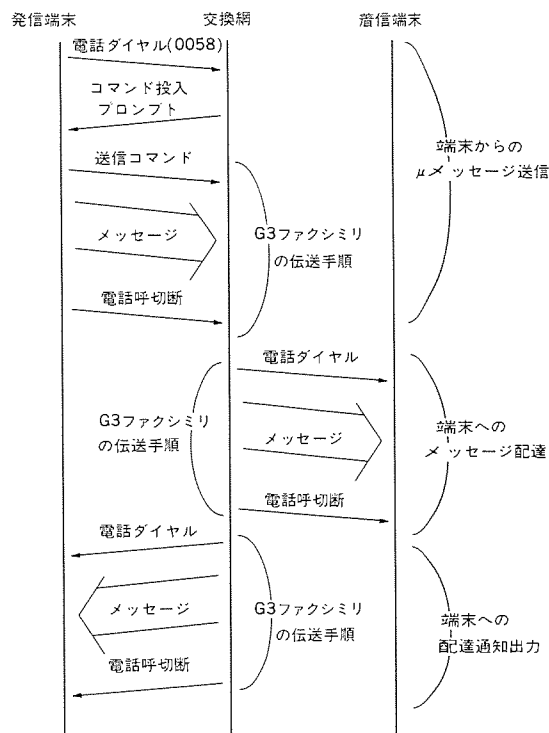 発信端末
交換網
着信端末
電話ダイヤル(0058)
コマンド投入
プロンプト
送信コマンド
メッセージ
電話呼切断
G3ファクシミリ
の伝送手順
端末からの
μメッセージ送信
電話ダイヤル
メッセージ
電話呼切断
G3ファクシミリ
の伝送手順
端末への
メッセージ配達
電話ダイヤル
メッセージ
電話呼切断
G3ファクシミリ
の伝送手順
端末への
配達通知出力